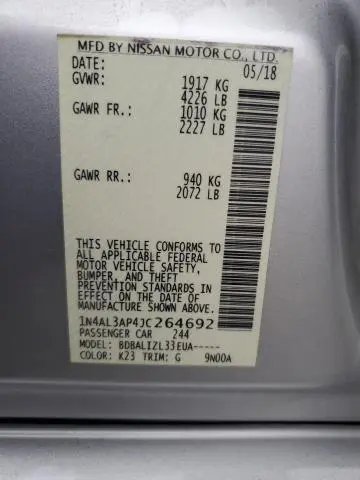 MFD BY NISSAN MOTOR CO., LTD.
DATE: 05/18
GVWR: 1917 KG
4226 LB
GAWR FR.: 1010 KG
2227 LB
GAWR RR.: 940 KG
2072 LB
THIS VEHICLE CONFORMS TO
ALL APPLICABLE FEDERAL
MOTOR VEHICLE SAFETY,
BUMPER, AND THEFT
PREVENTION STANDARDS IN
EFFECT ON THE DATE OF
MANUFACTURE SHOWN ABOVE.
1N4AL3AP4JC264692
PASSENGER CAR 244
MODEL: BDBALIZL33EUA-----
COLOR: K23 TRIM: G 9N00A